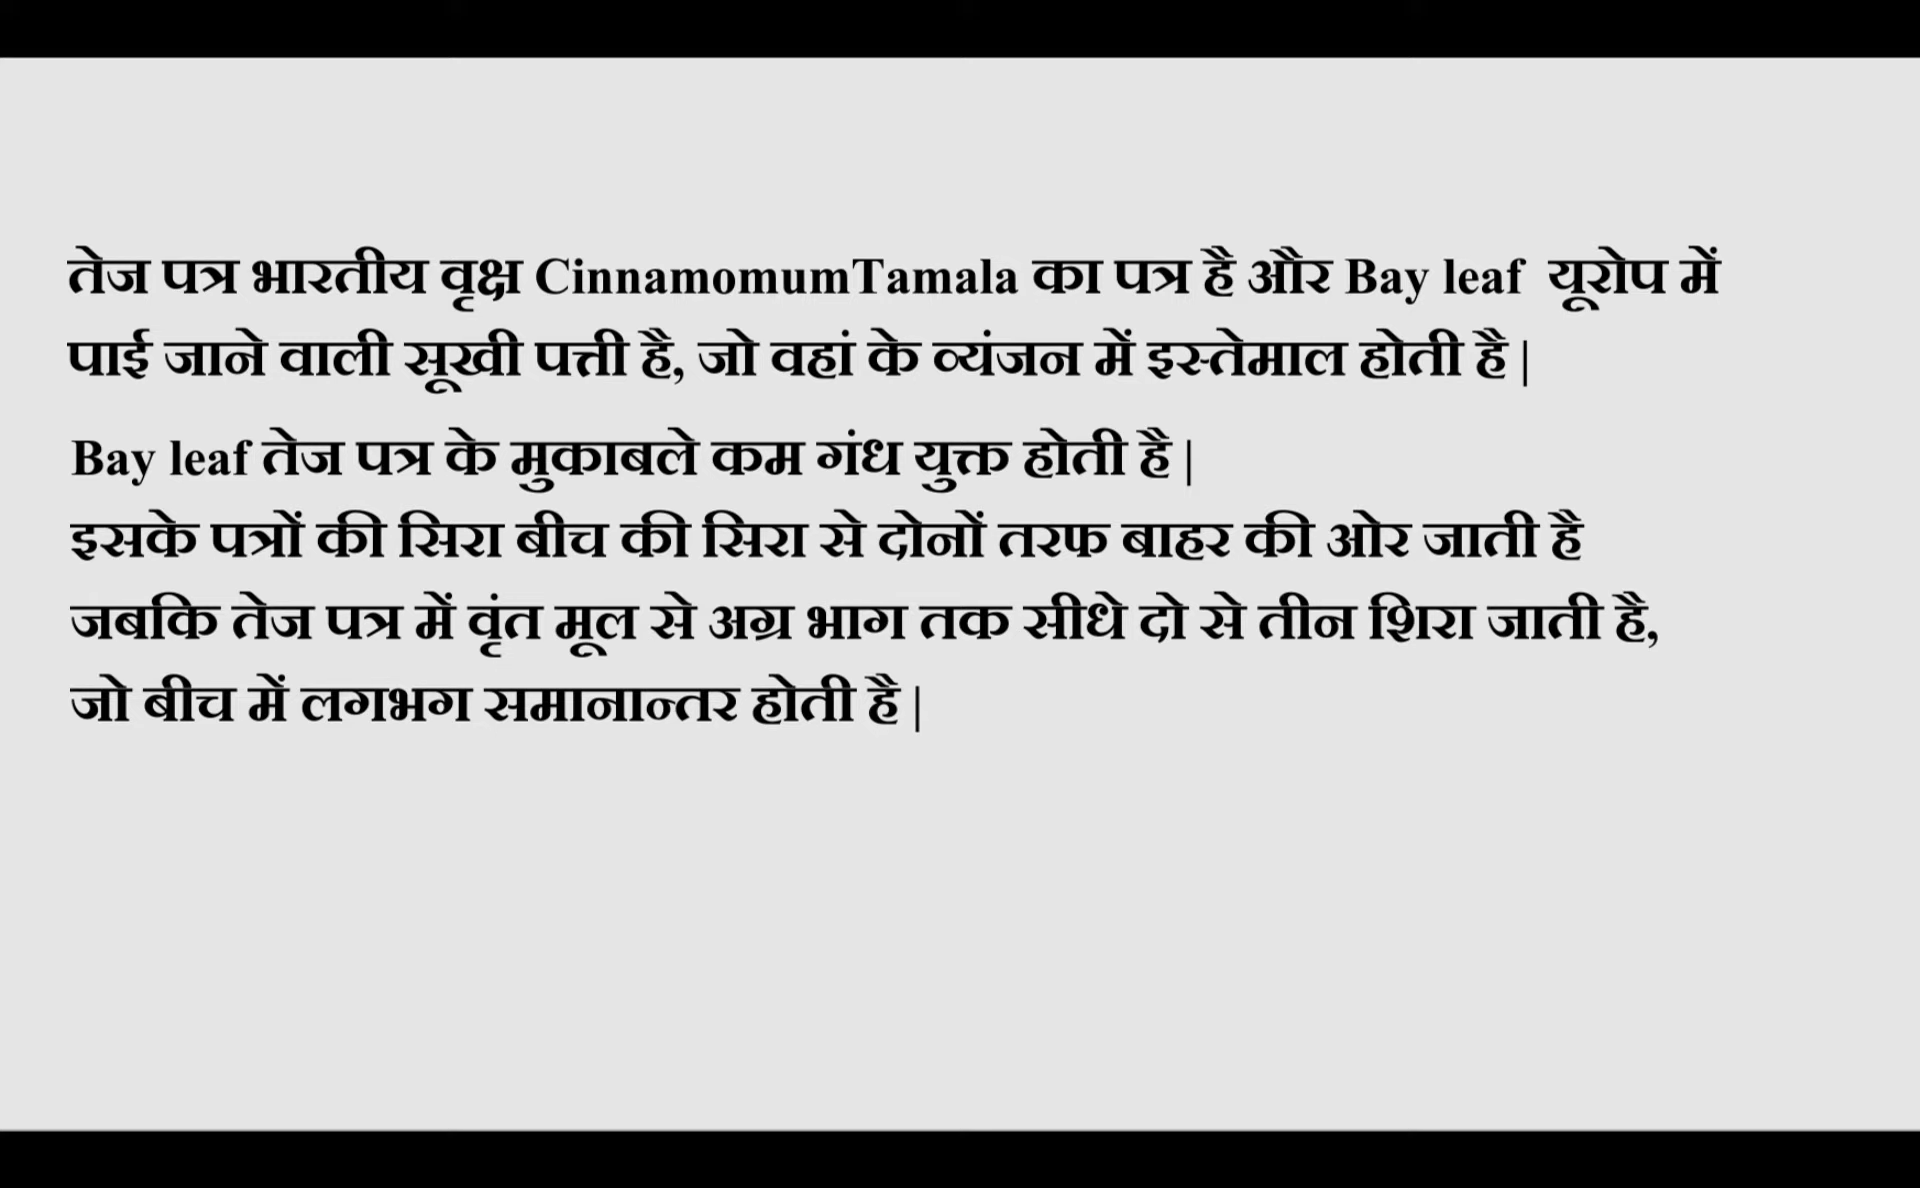 तेज पत्र भारतीय वृक्ष CinnamomumTamala का पत्र है और Bay leaf यूरोप में
पाई जाने वाली सूखी पत्ती है, जो वहां के व्यंजन में इस्तेमाल होती है |
Bay leaf तेज पत्र के मुकाबले कम गंध युक्त होती है |
इसके पत्रों की सिरा बीच की सिरा से दोनों तरफ बाहर की ओर जाती है
जबकि तेज पत्र में वृंत मूल से अग्र भाग तक सीधे दो से तीन शिरा जाती है,
जो बीच में लगभग समानान्तर होती है |